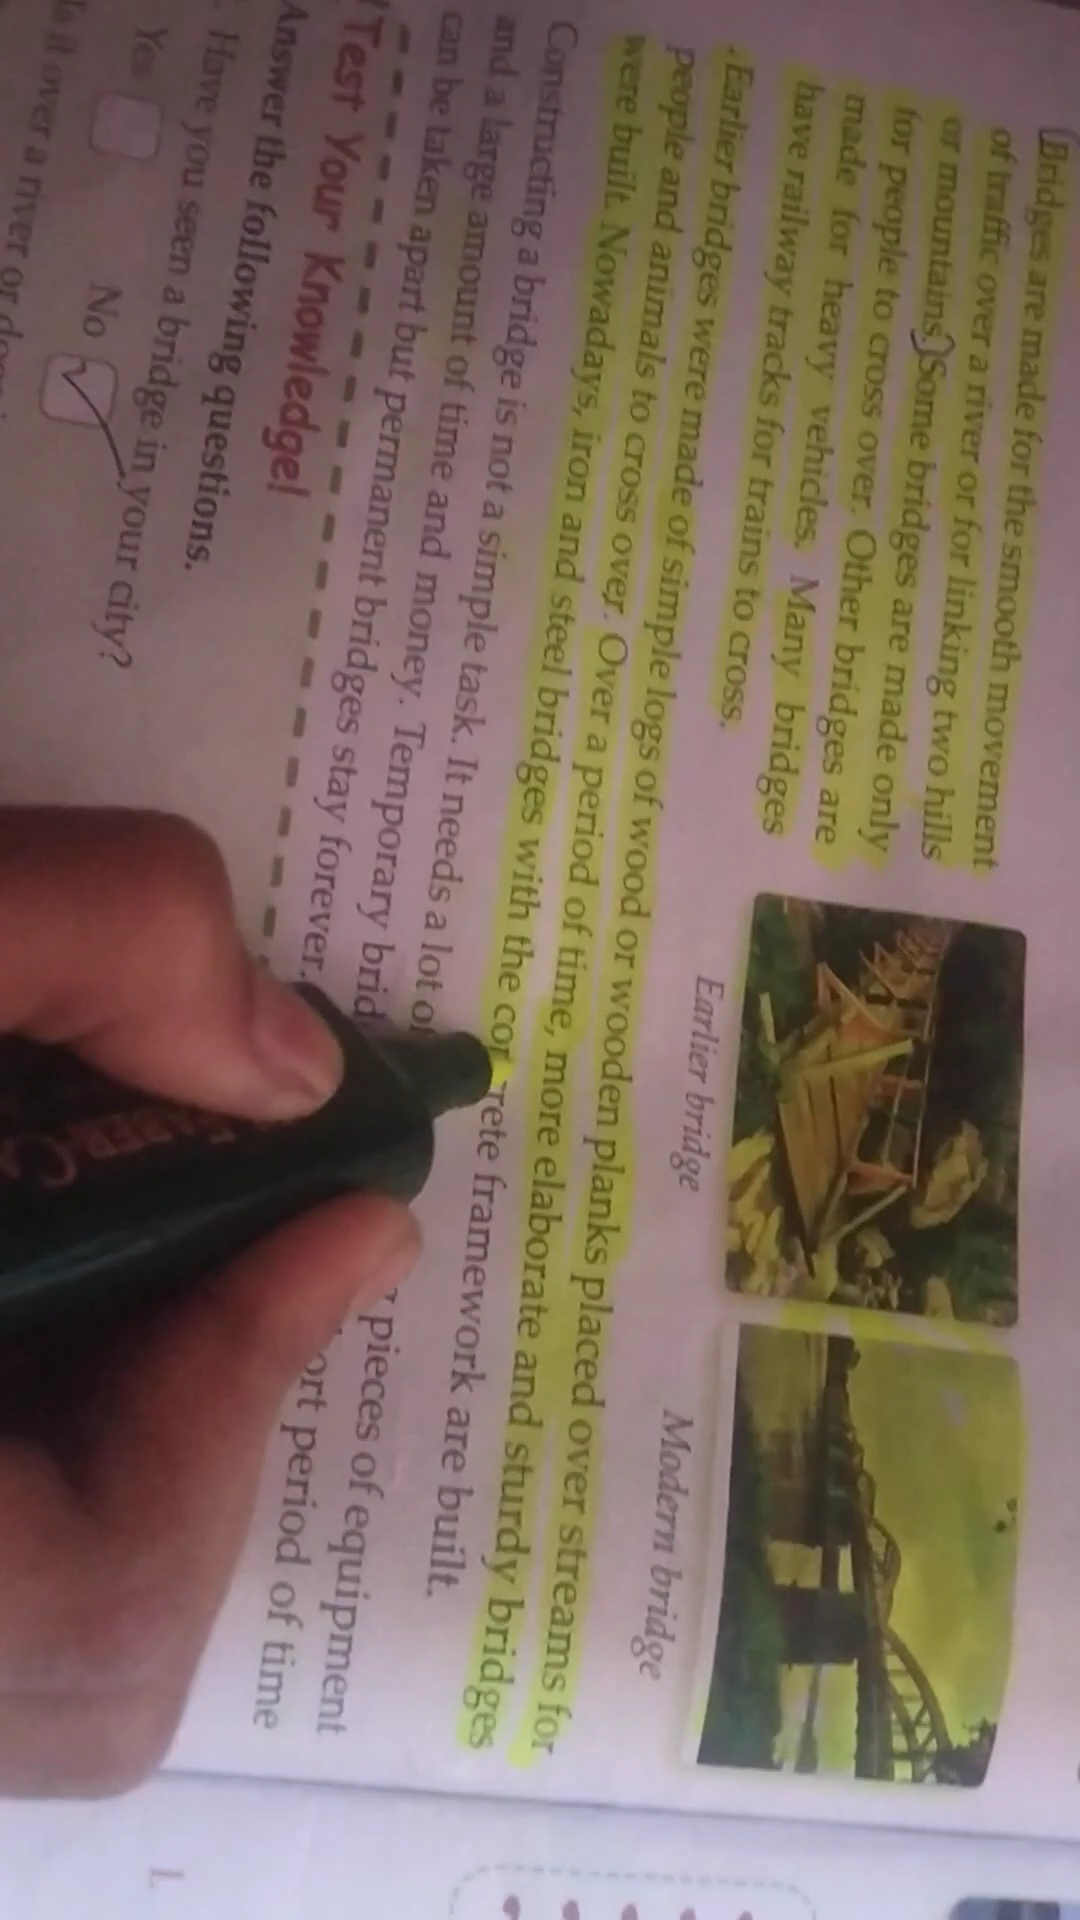 Bridges are made for the smooth movement
of traffic over a river or for linking two hills
or mountains. Some bridges are made only
for people to cross over. Other bridges are
made for heavy vehicles. Many bridges
have railway tracks for trains to cross.
Earlier bridge
Modern bridge
Earlier bridges were made of simple logs of wood or wooden planks placed over streams for
people and animals to cross over. Over a period of time, more elaborate and sturdy bridges
were built. Nowadays, iron and steel bridges with the rete framework are built.
Constructing a bridge is not a simple task. It needs a lot pieces of equipment
and a large amount of time and money. Temporary ort period of time
can be taken apart but permanent bridges stay forever.
Test Your Knowledge!
Answer the following questions.
Have you seen a bridge in your city?
Yes
No
Is it over a river or
1.